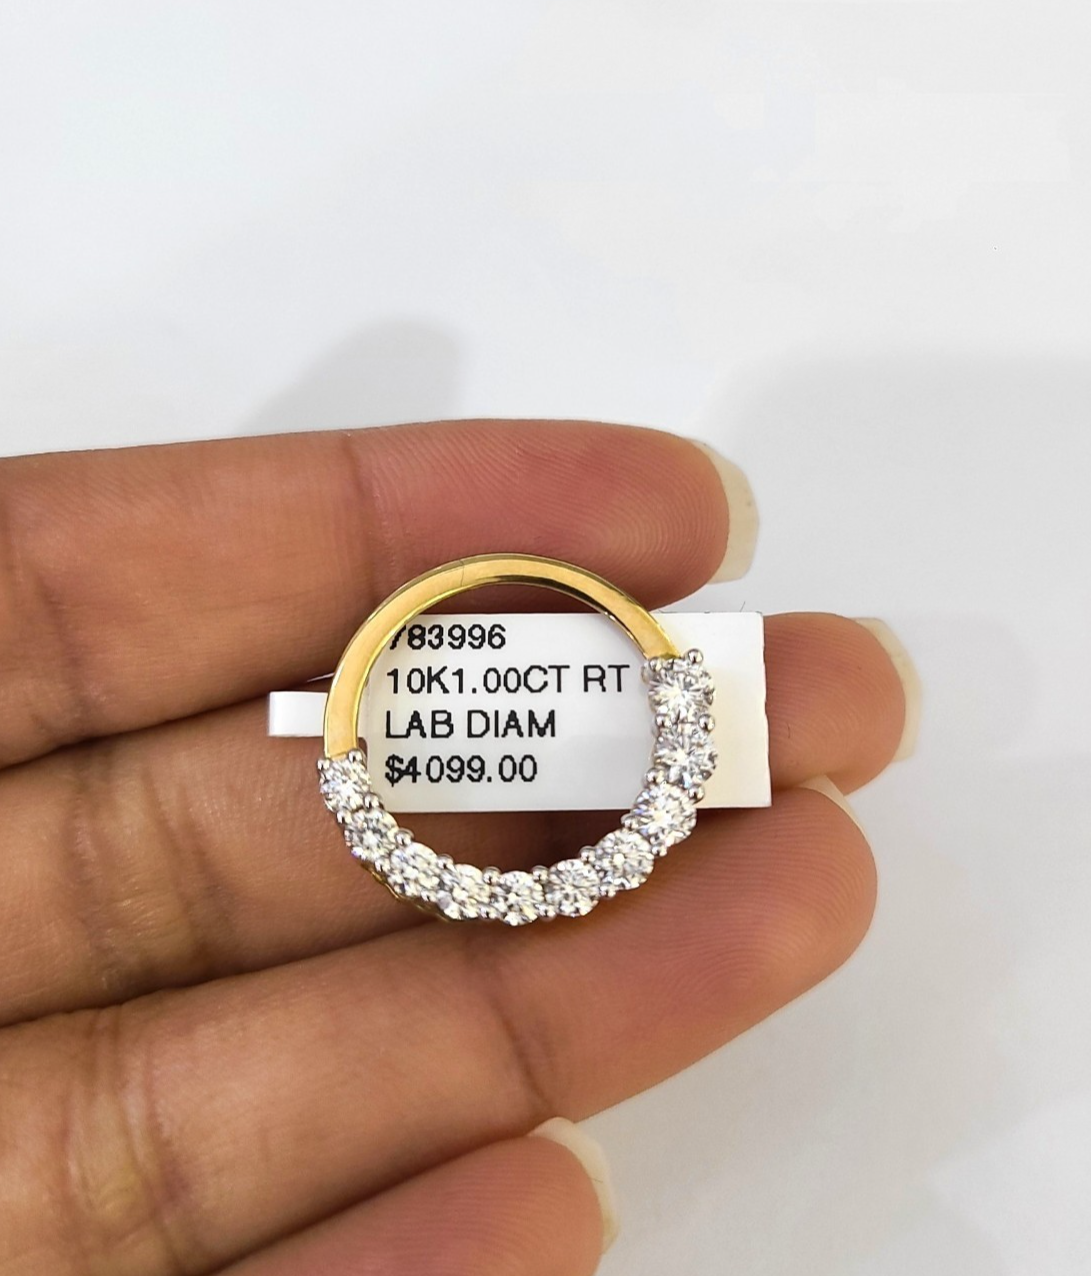 783996
10K1.00CT RT
LAB DIAM
$4099.00